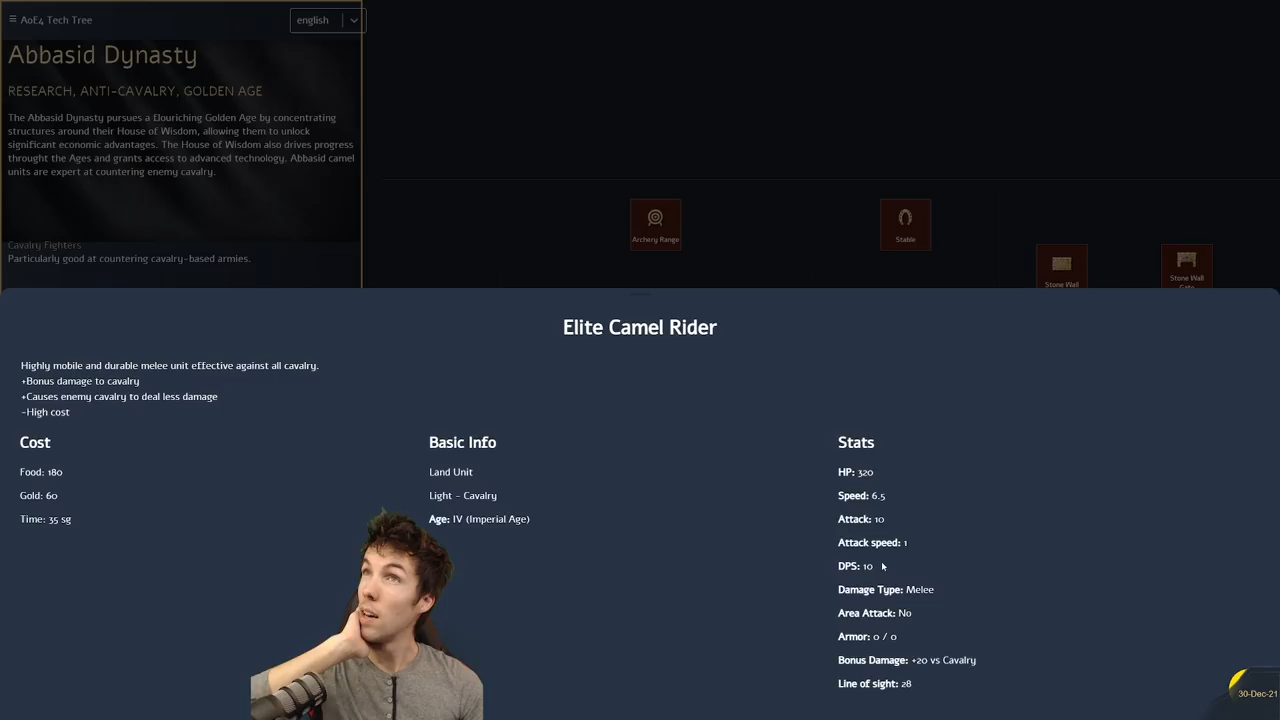 ≡ AoE4 Tech Tree
english
Abbasid Dynasty
RESEARCH, ANTI-CAVALRY, GOLDEN AGE
The Abbasid Dynasty pursues a flouriching Golden Age by concentrating
structures around their House of Wisdom, allowing them to unlock
significant economic advantages. The House of Wisdom also drives progress
throught the Ages and grants access to advanced technology. Abbasid camel
units are expert at countering enemy cavalry.
Cavalry Fighters
Particularly good at countering cavalry-based armies.
Archery Range
Stable
Stone Wall
Stone Wall
Gate
Elite Camel Rider
Highly mobile and durable melee unit effective against all cavalry.
+Bonus damage to cavalry
+Causes enemy cavalry to deal less damage
-High cost
Cost
Food: 180
Gold: 60
Time: 35 sg
Basic Info
Land Unit
Light - Cavalry
Age: IV (Imperial Age)
Stats
HP: 320
Speed: 6.5
Attack: 10
Attack speed: 1
DPS: 10
Damage Type: Melee
Area Attack: No
Armor: 0 / 0
Bonus Damage: +20 vs Cavalry
Line of sight: 28
30-Dec-21